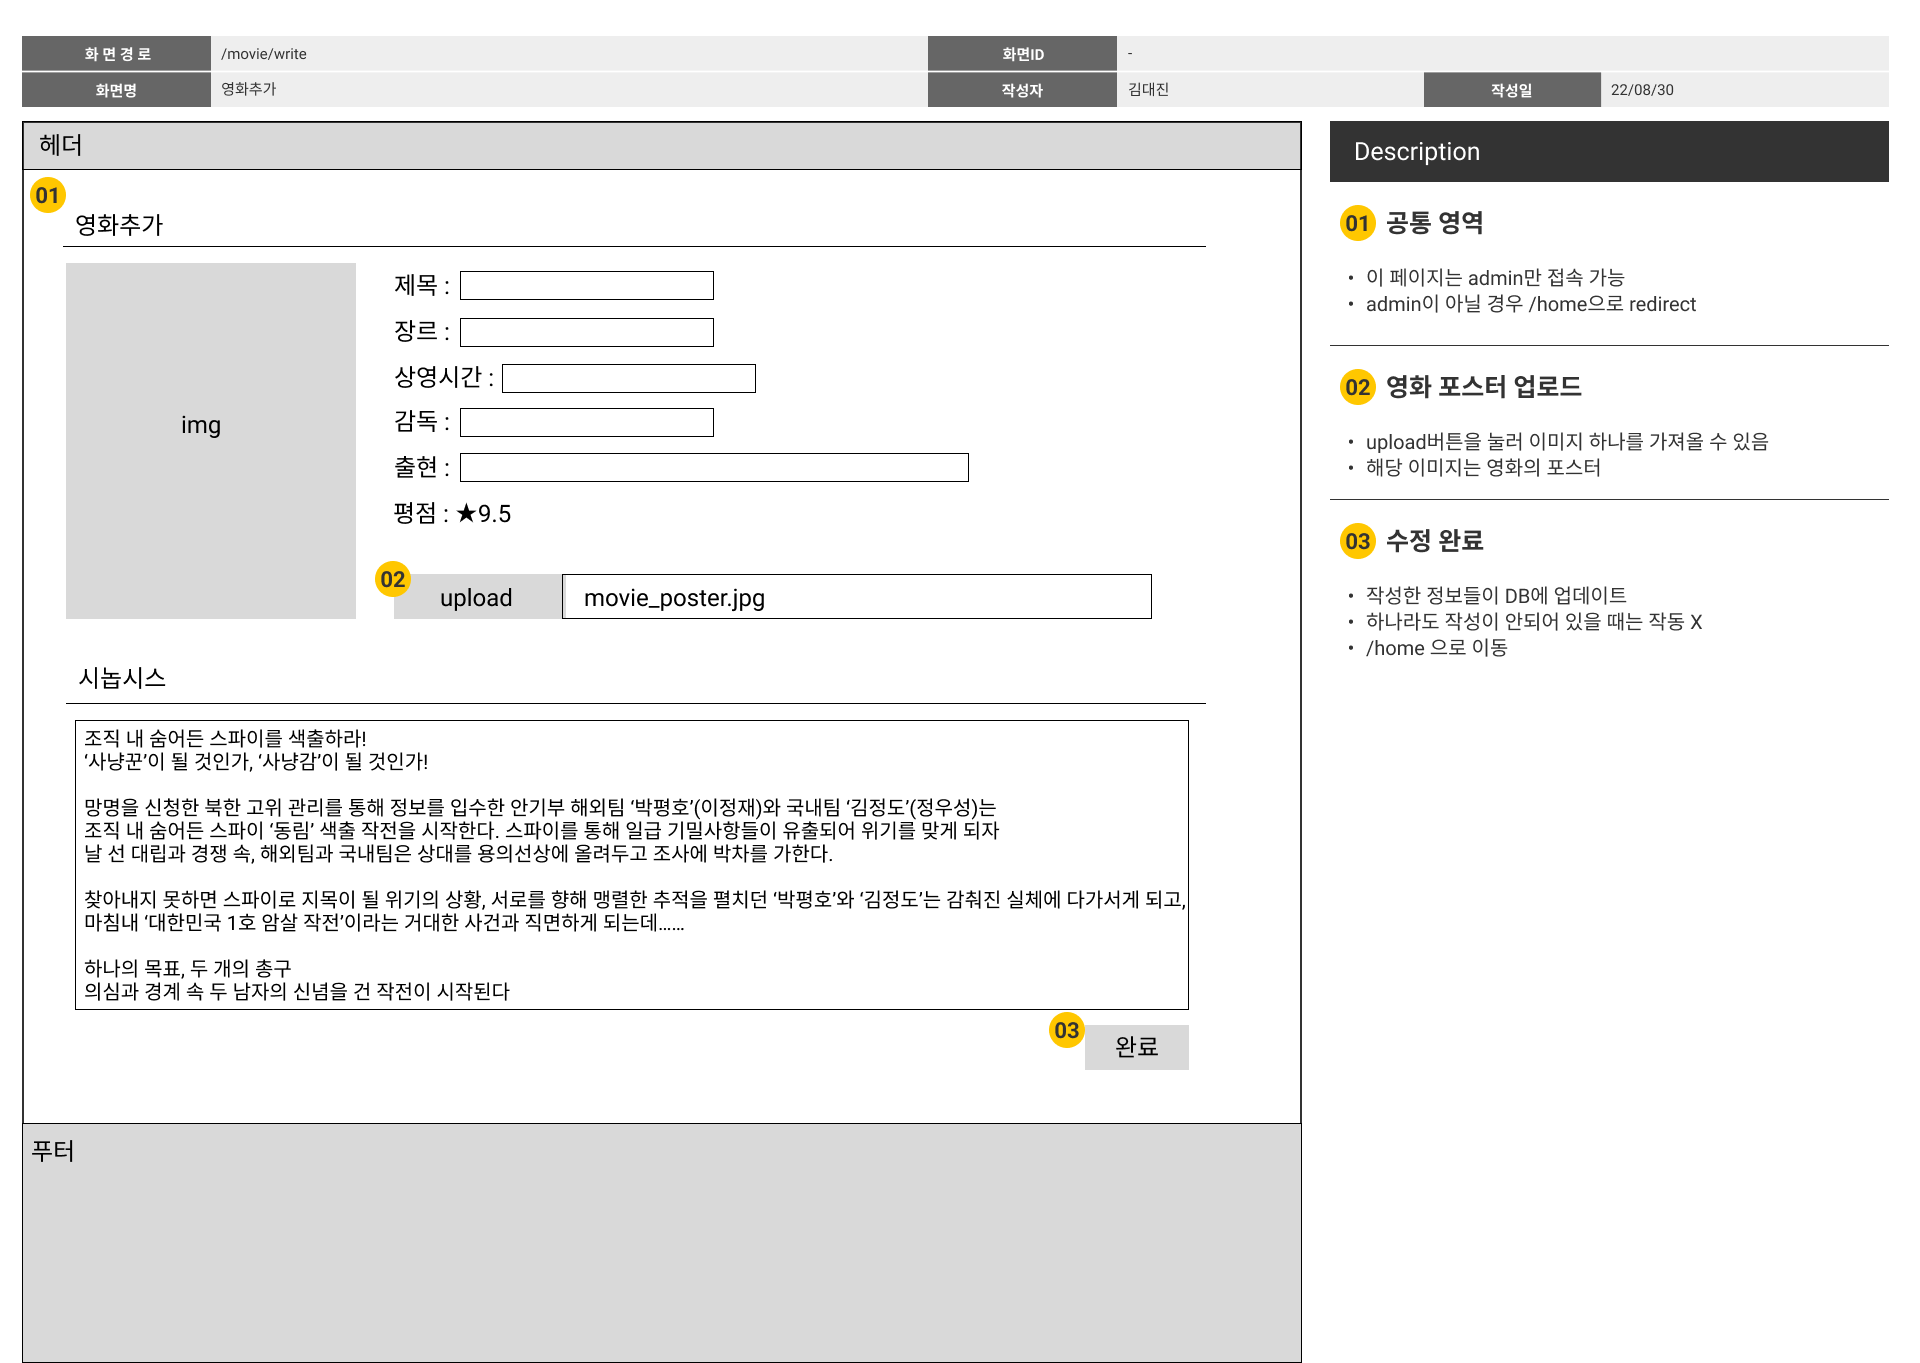 화 면 경 로 /movie/write 화면ID -
화면명 영화추가 작성자 김대진 작성일 22/08/30
헤더
01
영화추가
img
제목 :
장르 :
상영시간 :
감독 :
출현 :
평점 : ★9.5
02
upload movie_poster.jpg
시놉시스
조직 내 숨어든 스파이를 색출하라!
‘사냥꾼’이 될 것인가, ‘사냥감’이 될 것인가!
망명을 신청한 북한 고위 관리를 통해 정보를 입수한 안기부 해외팀 ‘박평호’(이정재)와 국내팀 ‘김정도’(정우성)는
조직 내 숨어든 스파이 ‘동림’ 색출 작전을 시작한다. 스파이를 통해 일급 기밀사항들이 유출되어 위기를 맞게 되자
날 선 대립과 경쟁 속, 해외팀과 국내팀은 상대를 용의선상에 올려두고 조사에 박차를 가한다.
찾아내지 못하면 스파이로 지목이 될 위기의 상황, 서로를 향해 맹렬한 추적을 펼치던 ‘박평호’와 ‘김정도’는 감춰진 실체에 다가서게 되고,
마침내 ‘대한민국 1호 암살 작전’이라는 거대한 사건과 직면하게 되는데……
하나의 목표, 두 개의 총구
의심과 경계 속 두 남자의 신념을 건 작전이 시작된다
03
완료
푸터
Description
01 공통 영역
• 이 페이지는 admin만 접속 가능
• admin이 아닐 경우 /home으로 redirect
02 영화 포스터 업로드
• upload버튼을 눌러 이미지 하나를 가져올 수 있음
• 해당 이미지는 영화의 포스터
03 수정 완료
• 작성한 정보들이 DB에 업데이트
• 하나라도 작성이 안되어 있을 때는 작동 X
• /home 으로 이동